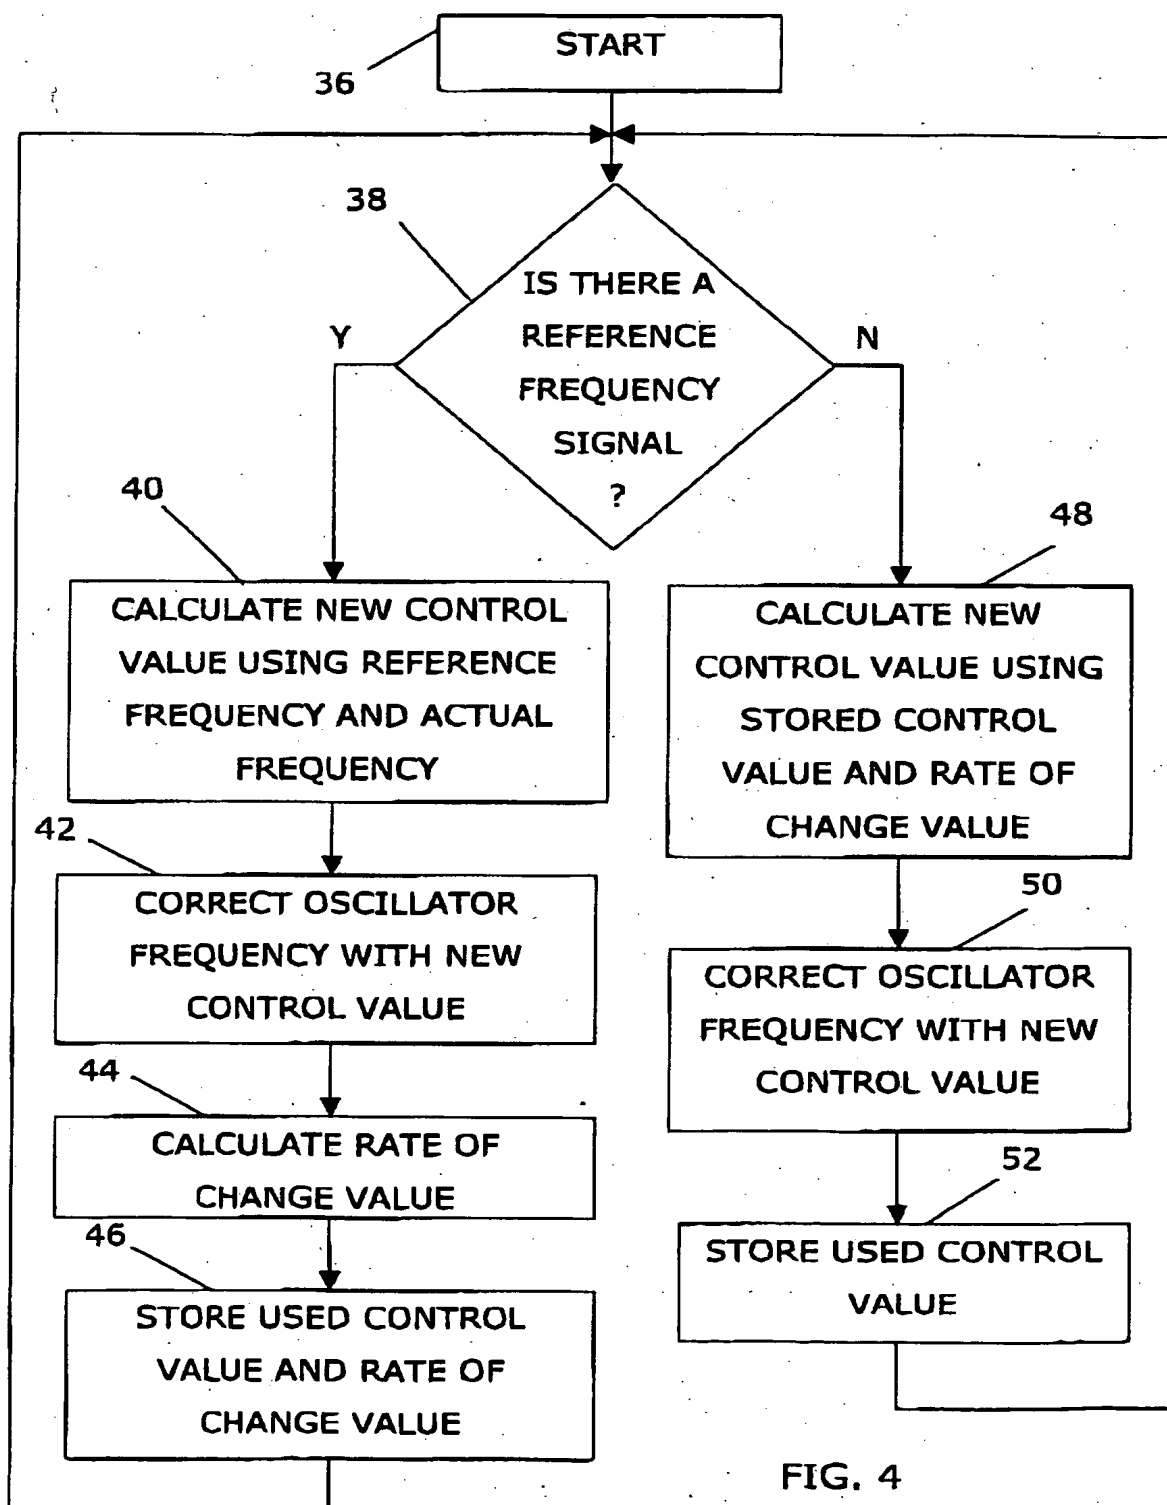 START
36
38
IS THERE A
REFERENCE
FREQUENCY
SIGNAL
?
Y
N
40
CALCULATE NEW CONTROL
VALUE USING REFERENCE
FREQUENCY AND ACTUAL
FREQUENCY
42
CORRECT OSCILLATOR
FREQUENCY WITH NEW
CONTROL VALUE
44
CALCULATE RATE OF
CHANGE VALUE
46
STORE USED CONTROL
VALUE AND RATE OF
CHANGE VALUE
48
CALCULATE NEW
CONTROL VALUE USING
STORED CONTROL
VALUE AND RATE OF
CHANGE VALUE
50
CORRECT OSCILLATOR
FREQUENCY WITH NEW
CONTROL VALUE
52
STORE USED CONTROL
VALUE
FIG. 4